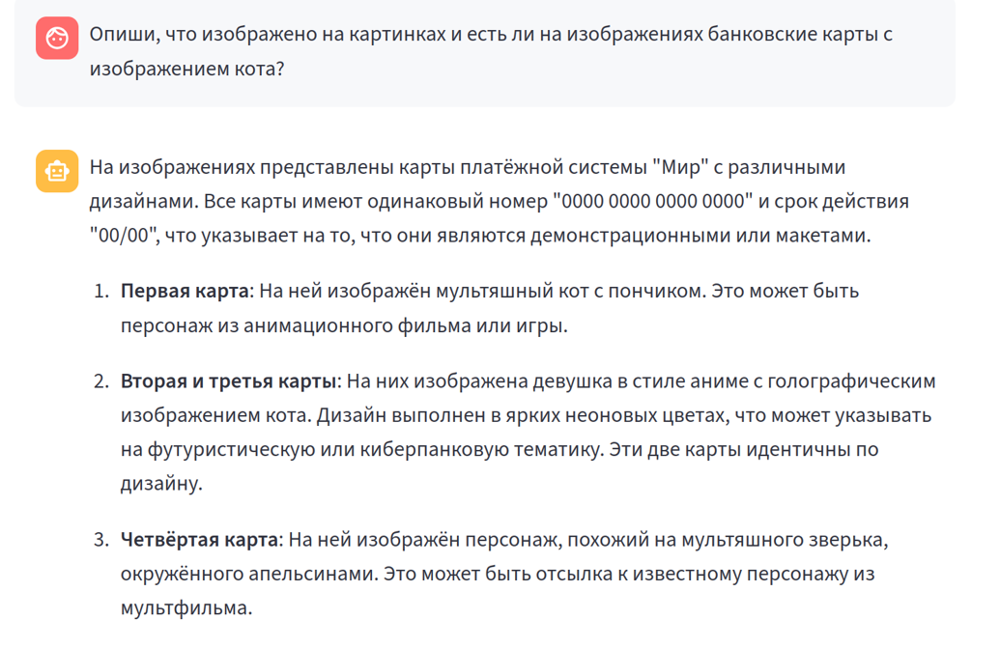 Опиши, что изображено на картинках и есть ли на изображениях банковские карты с
изображением кота?
На изображениях представлены карты платёжной системы "Мир" с различными
дизайнами. Все карты имеют одинаковый номер "0000 0000 0000 0000" и срок действия
"00/00", что указывает на то, что они являются демонстрационными или макетами.
1. Первая карта: На ней изображён мультяшный кот с пончиком. Это может быть
персонаж из анимационного фильма или игры.
2. Вторая и третья карты: На них изображена девушка в стиле аниме с голографическим
изображением кота. Дизайн выполнен в ярких неоновых цветах, что может указывать
на футуристическую или киберпанковую тематику. Эти две карты идентичны по
дизайну.
3. Четвёртая карта: На ней изображён персонаж, похожий на мультяшного зверька,
окружённого апельсинами. Это может быть отсылка к известному персонажу из
мультфильма.